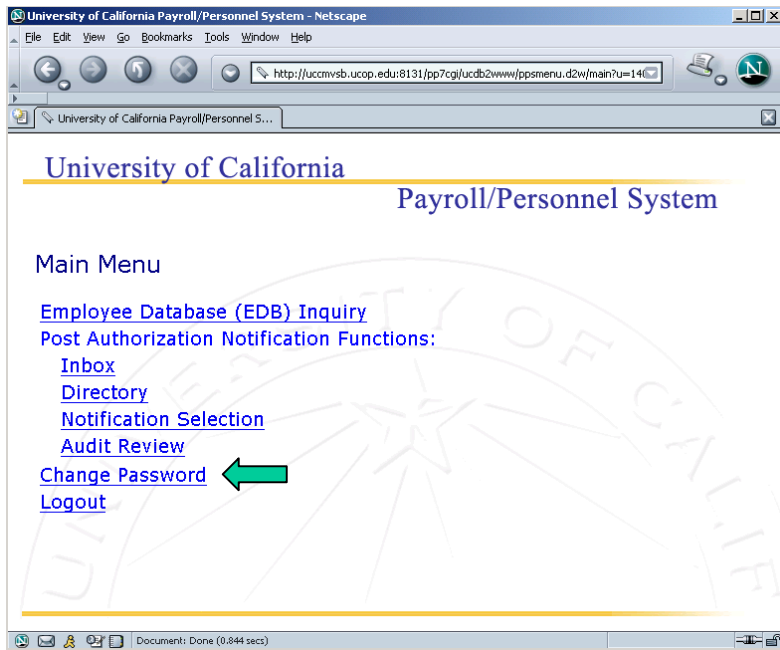 University of California Payroll/Personnel System - Netscape
File Edit View Go Bookmarks Tools Window Help
http://uccmvsb.ucop.edu:8131/pp7cgi/ucdb2www/ppsmenu.d2w/main?u=140
University of California Payroll/Personnel S...
University of California
Payroll/Personnel System
Main Menu
Employee Database (EDB) Inquiry
Post Authorization Notification Functions:
Inbox
Directory
Notification Selection
Audit Review
Change Password
Logout
Document: Done (0.844 secs)